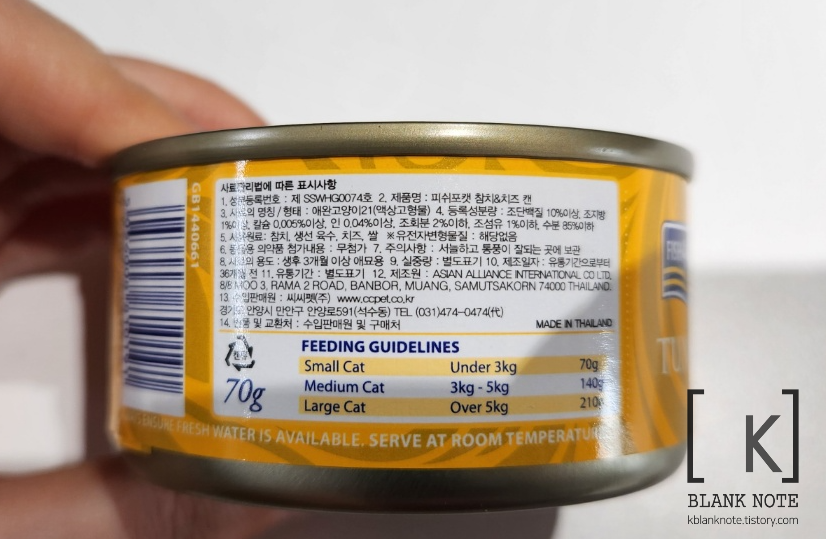 사료관리법에 따른 표시사항
1. 성분등록번호 : 제 SSWHG0074호 2. 제품명 : 피쉬포캣 참치&치즈 캔
3. 사료의 명칭/형태 : 애완고양이21(액상고형물) 4. 등록성분량 : 조단백질 10%이상, 조지방
1%이상, 칼슘 0,005%이상, 인 0,04%이상, 조회분 2%이하, 조섬유 1%이하, 수분 85%이하
5. 사용원료: 참치, 생선 육수, 치즈, 쌀 ※유전자변형물질 : 해당없음
6. 동물용 의약품 첨가내용 : 무첨가 7. 주의사항 : 서늘하고, 통풍이 잘되는 곳에 보관
8. 사료의 용도 : 생후 3개월 이상 애묘용 9. 실중량 : 별도표기 10. 제조일자 : 유통기간으로부터
36개월 전 11. 유통기간 : 별도표기 12. 제조원 : ASIAN ALLIANCE INTERNATIONAL CO LTD,
8/8 MOO 3, RAMA 2 ROAD, BANBOR, MUANG, SAMUTSAKORN 74000 THAILAND.
13. 수입판매원 : 씨씨펫(주) www.ccpet.co.kr
경기도 안양시 만안구 안양로591(석수동) TEL (031)474-0474(代)
14. 반품 및 교환처 : 수입판매원 및 구매처 MADE IN THAILAND
GB1A440661
캔류
70g
FEEDING GUIDELINES
Small Cat Under 3kg 70g
Medium Cat 3kg - 5kg 140g
Large Cat Over 5kg 210g
ENSURE FRESH WATER IS AVAILABLE. SERVE AT ROOM TEMPERATUR
FISH
TU
[ K ]
BLANK NOTE
kblanknote.tistory.com